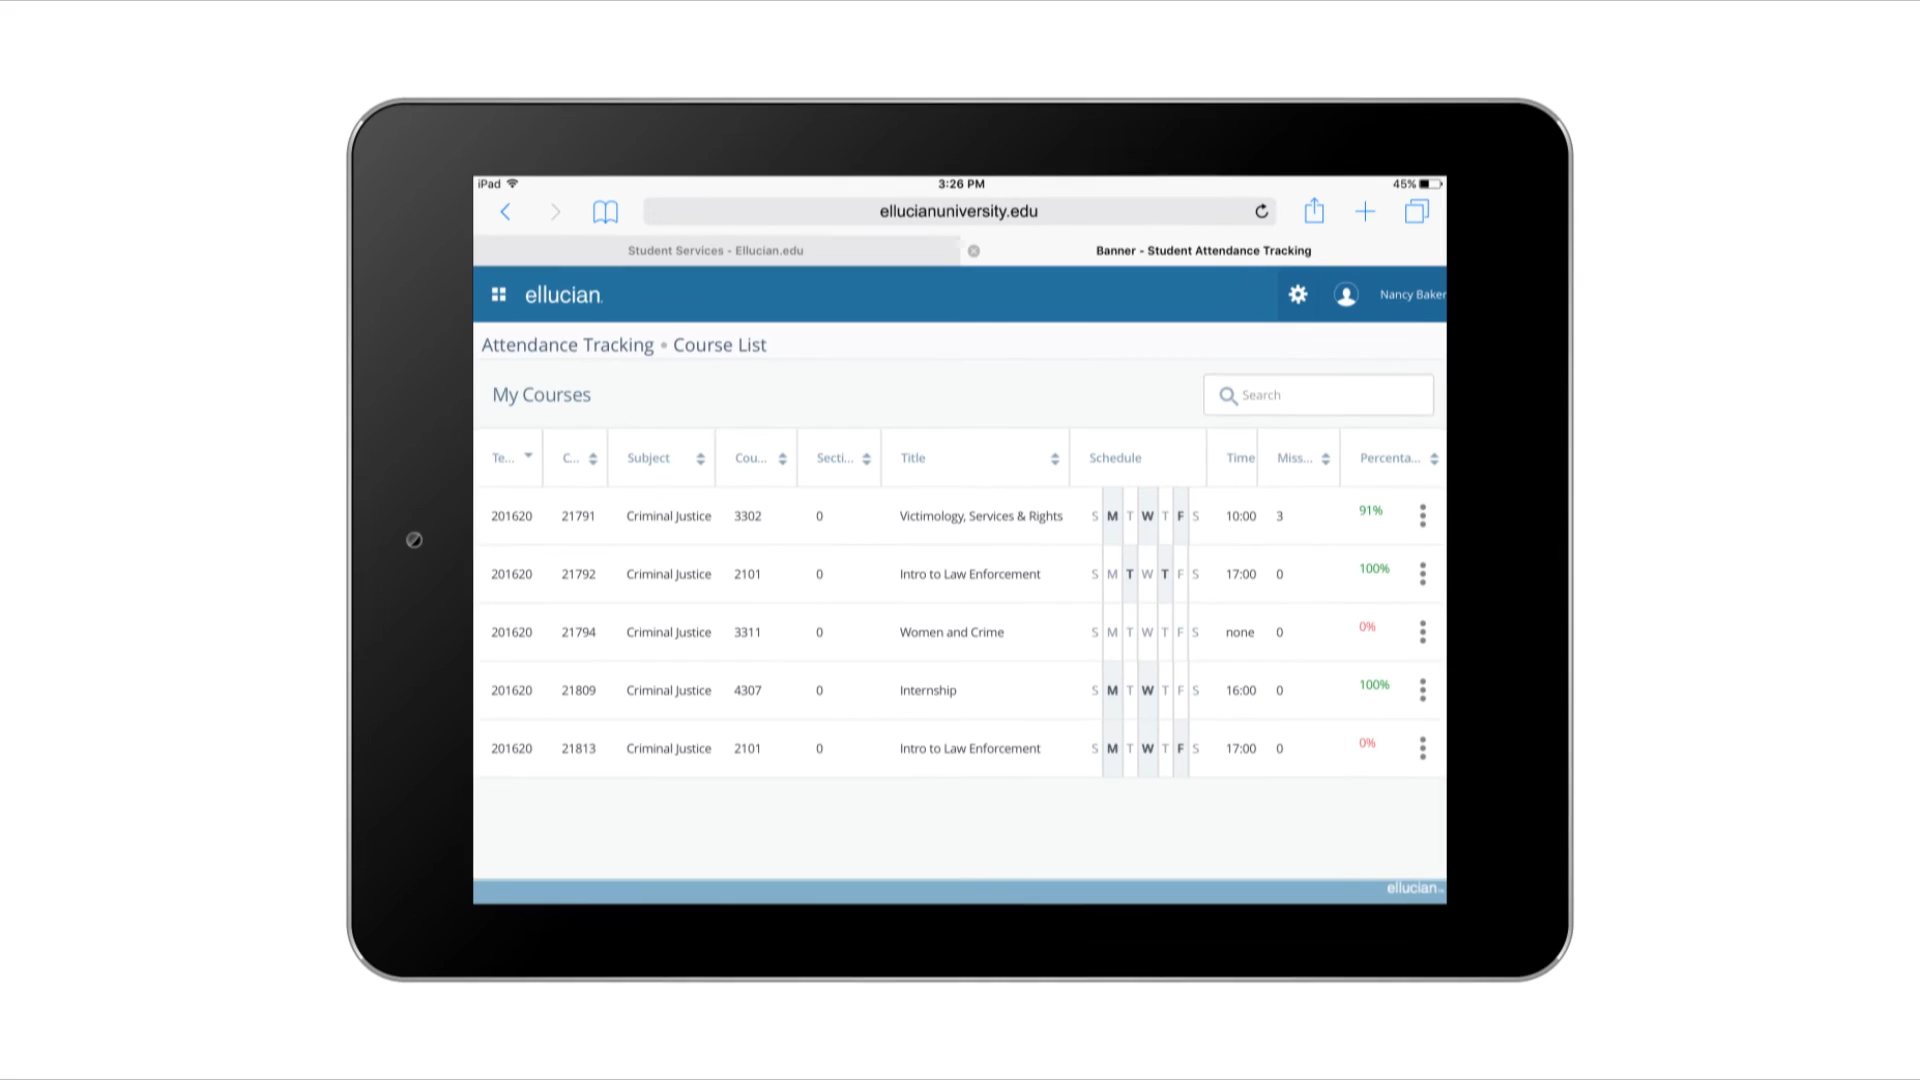 iPad 3:26 PM 45%
ellucianuniversity.edu
Student Services - Ellucian.edu Banner - Student Attendance Tracking
ellucian. Nancy Baker
Attendance Tracking • Course List
My Courses Search
Te... C... Subject Cou... Secti... Title Schedule Time Miss... Percenta...
201620 21791 Criminal Justice 3302 0 Victimology, Services & Rights S M T W T F S 10:00 3 91%
201620 21792 Criminal Justice 2101 0 Intro to Law Enforcement S M T W T F S 17:00 0 100%
201620 21794 Criminal Justice 3311 0 Women and Crime S M T W T F S none 0 0%
201620 21809 Criminal Justice 4307 0 Internship S M T W T F S 16:00 0 100%
201620 21813 Criminal Justice 2101 0 Intro to Law Enforcement S M T W T F S 17:00 0 0%
ellucian